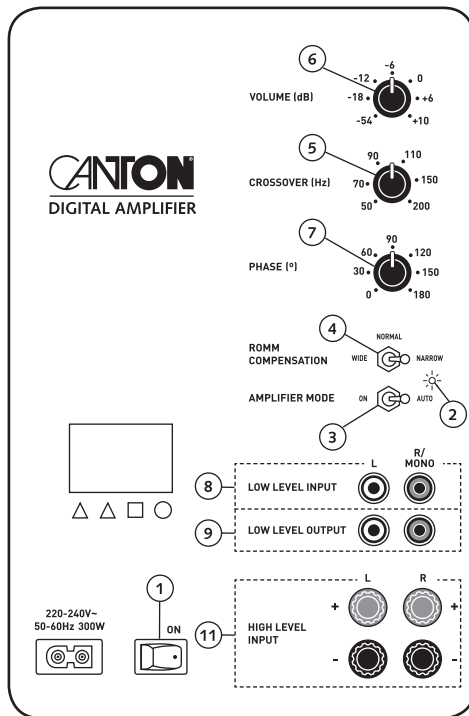 6
-6
-12 0
VOLUME (dB) -18 +6
-54 +10
5
90 110
CROSSOVER (Hz) 70 150
50 200
CANTON
DIGITAL AMPLIFIER
7
90
60 120
PHASE (º) 30 150
0 180
4
NORMAL
ROMM
COMPENSATION WIDE NARROW
AMPLIFIER MODE ON AUTO
3 2
L R/
MONO
8 LOW LEVEL INPUT
9 LOW LEVEL OUTPUT
1
220-240V~
50-60Hz 300W ON
L R
+ +
11 HIGH LEVEL
INPUT
- -